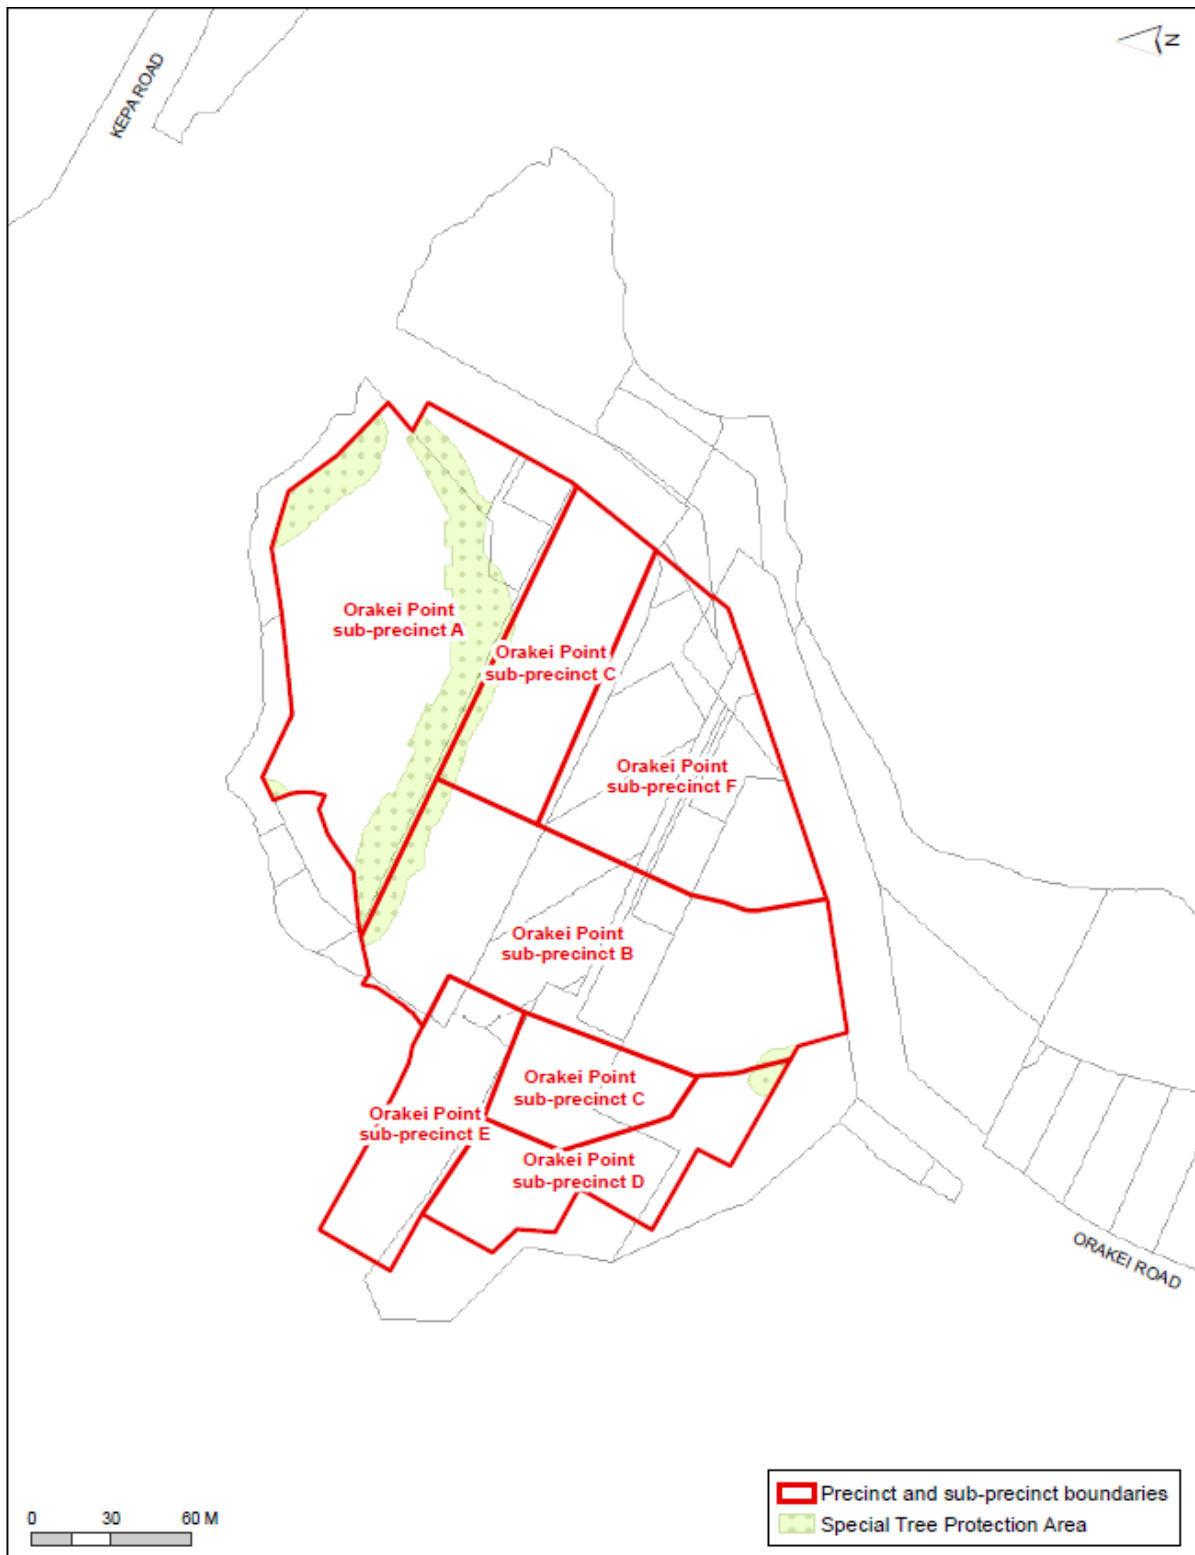 N
KEPA ROAD
Orakei Point
sub-precinct A
Orakei Point
sub-precinct C
Orakei Point
sub-precinct F
Orakei Point
sub-precinct B
Orakei Point
sub-precinct C
Orakei Point
sub-precinct E
Orakei Point
sub-precinct D
ORAKEI ROAD
0 30 60 M
Precinct and sub-precinct boundaries
Special Tree Protection Area